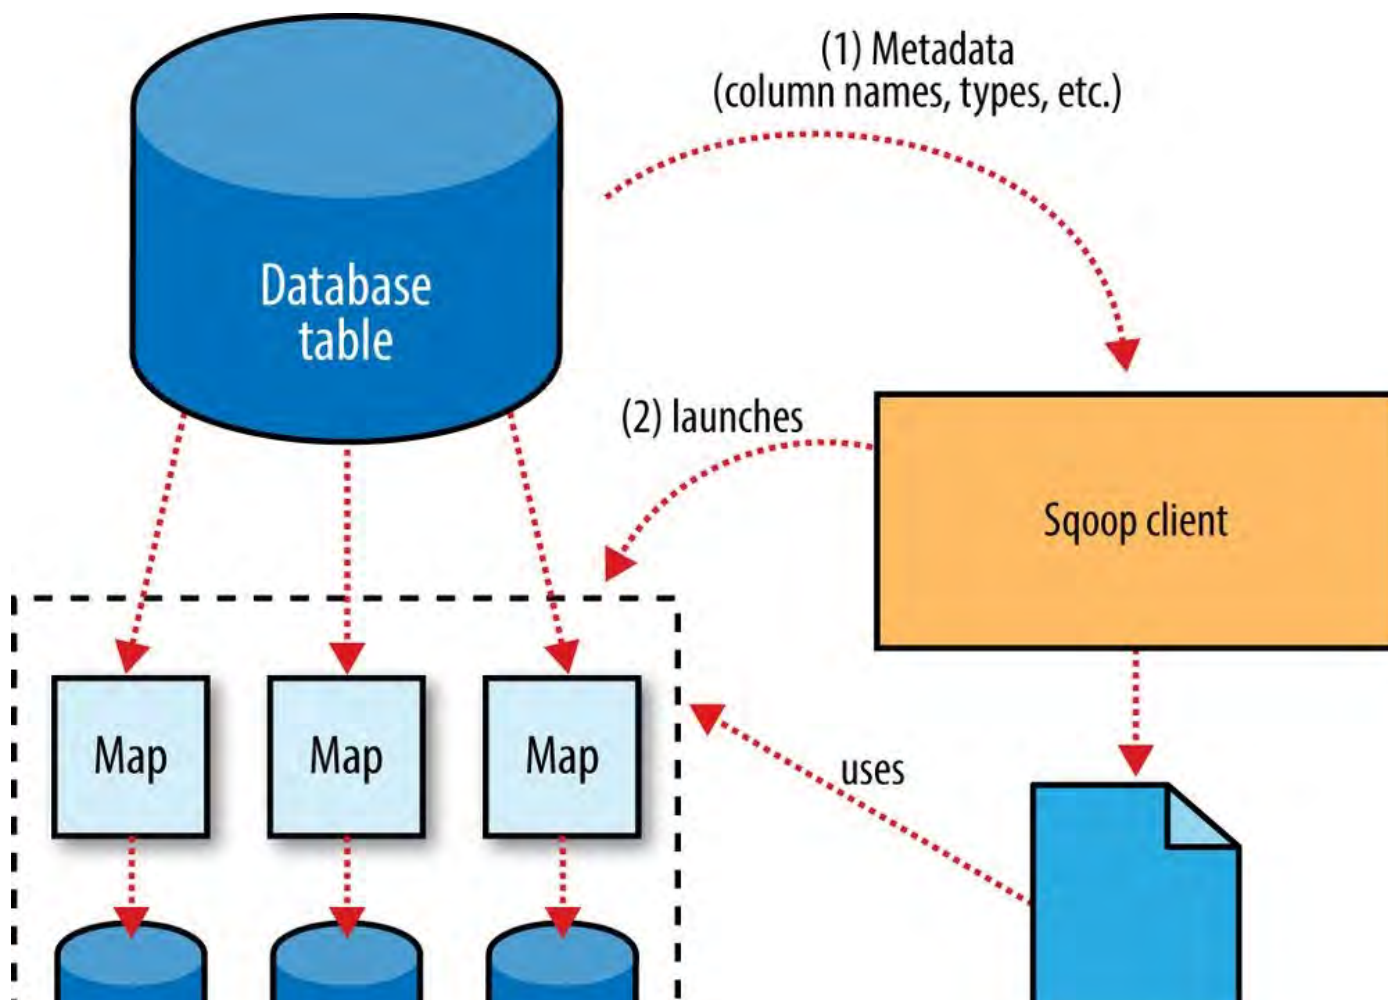 (1) Metadata
(column names, types, etc.)
Database
table
(2) launches
Sqoop client
Map
Map
Map
uses